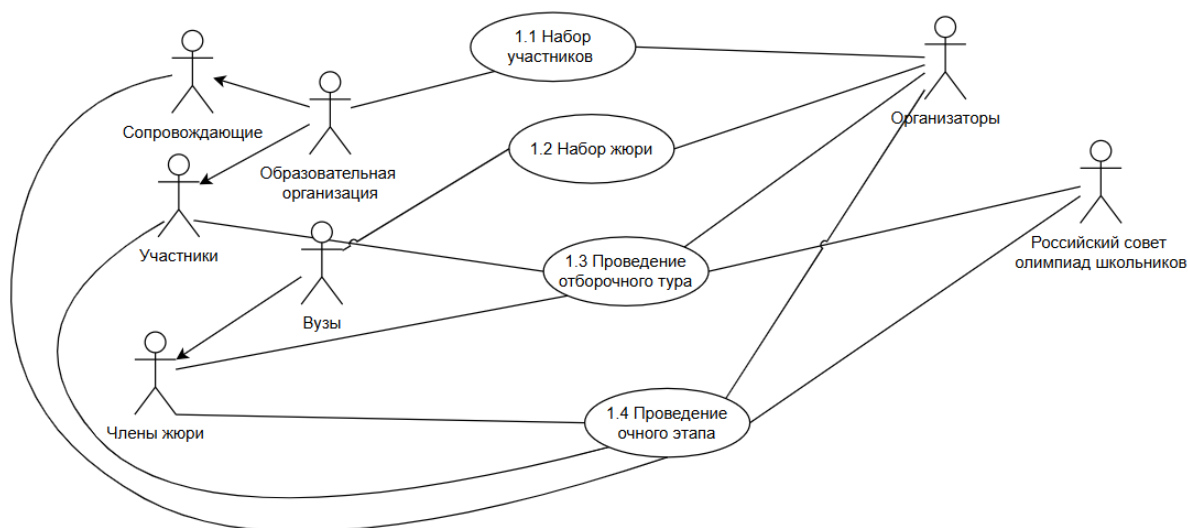 1.1 Набор
участников
Сопровождающие
Организаторы
1.2 Набор жюри
Образовательная
организация
Участники
Российский совет
олимпиад школьников
1.3 Проведение
отборочного тура
Вузы
1.4 Проведение
очного этапа
Члены жюри